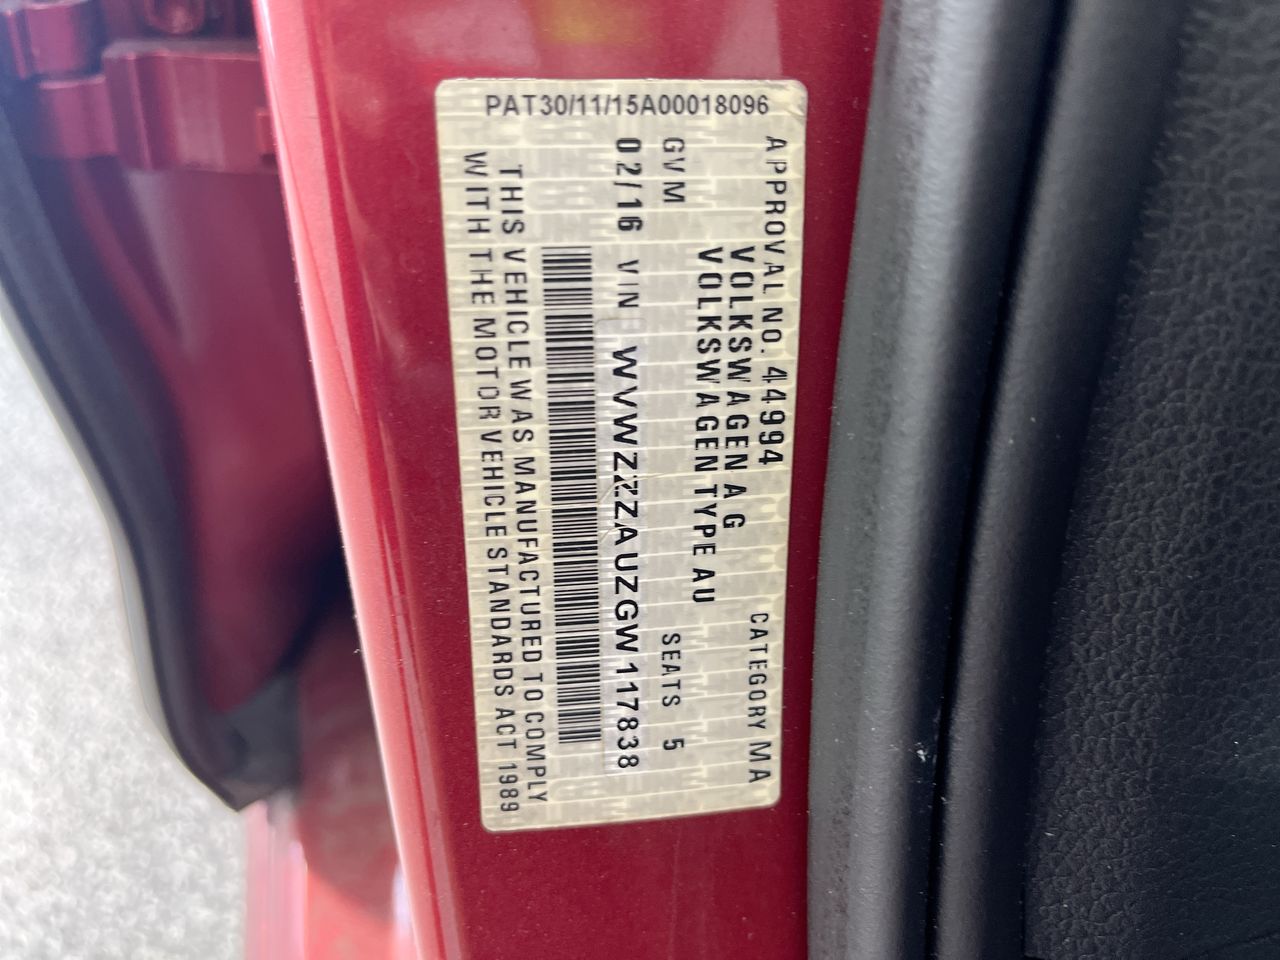 PAT30/11/15A00018096
APPROVAL NO. 44994 CATEGORY MA
VOLKSWAGEN AG
VOLKSWAGEN TYPE AU
GVM SEATS 5
02/16 VIN WVWZZZAUZGW117838
THIS VEHICLE WAS MANUFACTURED TO COMPLY
WITH THE MOTOR VEHICLE STANDARDS ACT 1989